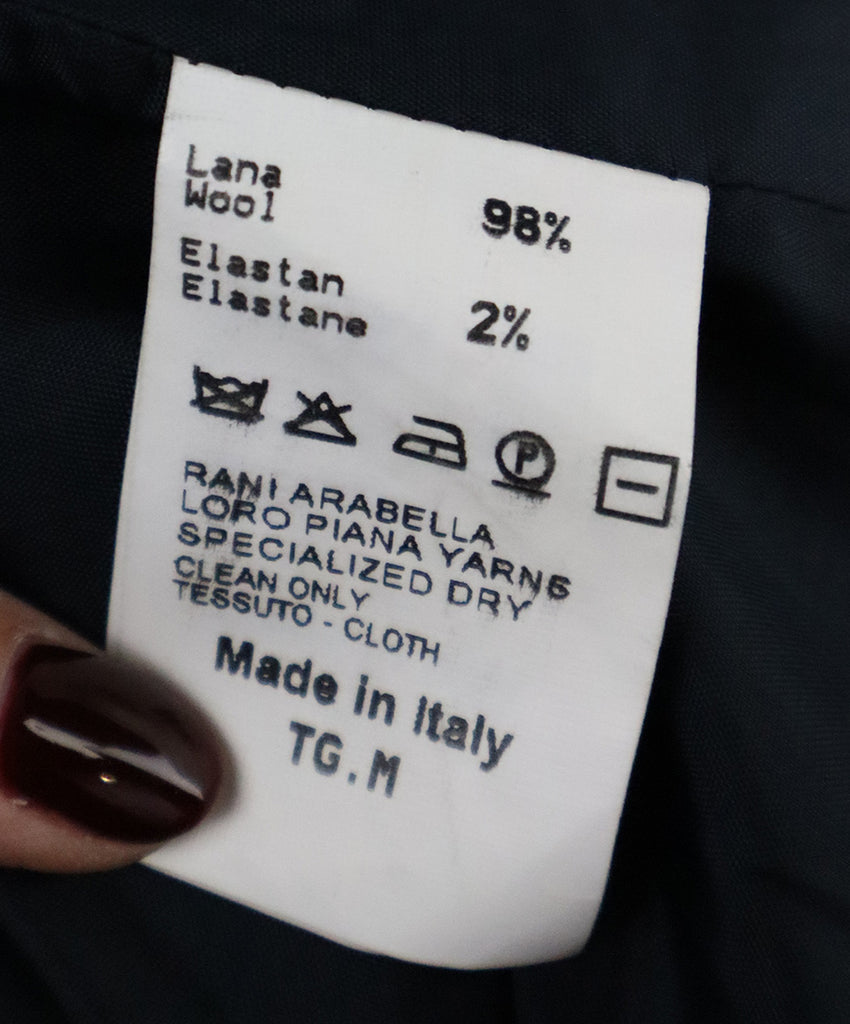 Lana
Wool 98%
Elastan
Elastane 2%
P
RANI ARABELLA
LORO PIANA YARNS
SPECIALIZED DRY
CLEAN ONLY
TESSUTO - CLOTH
Made in Italy
TG.M